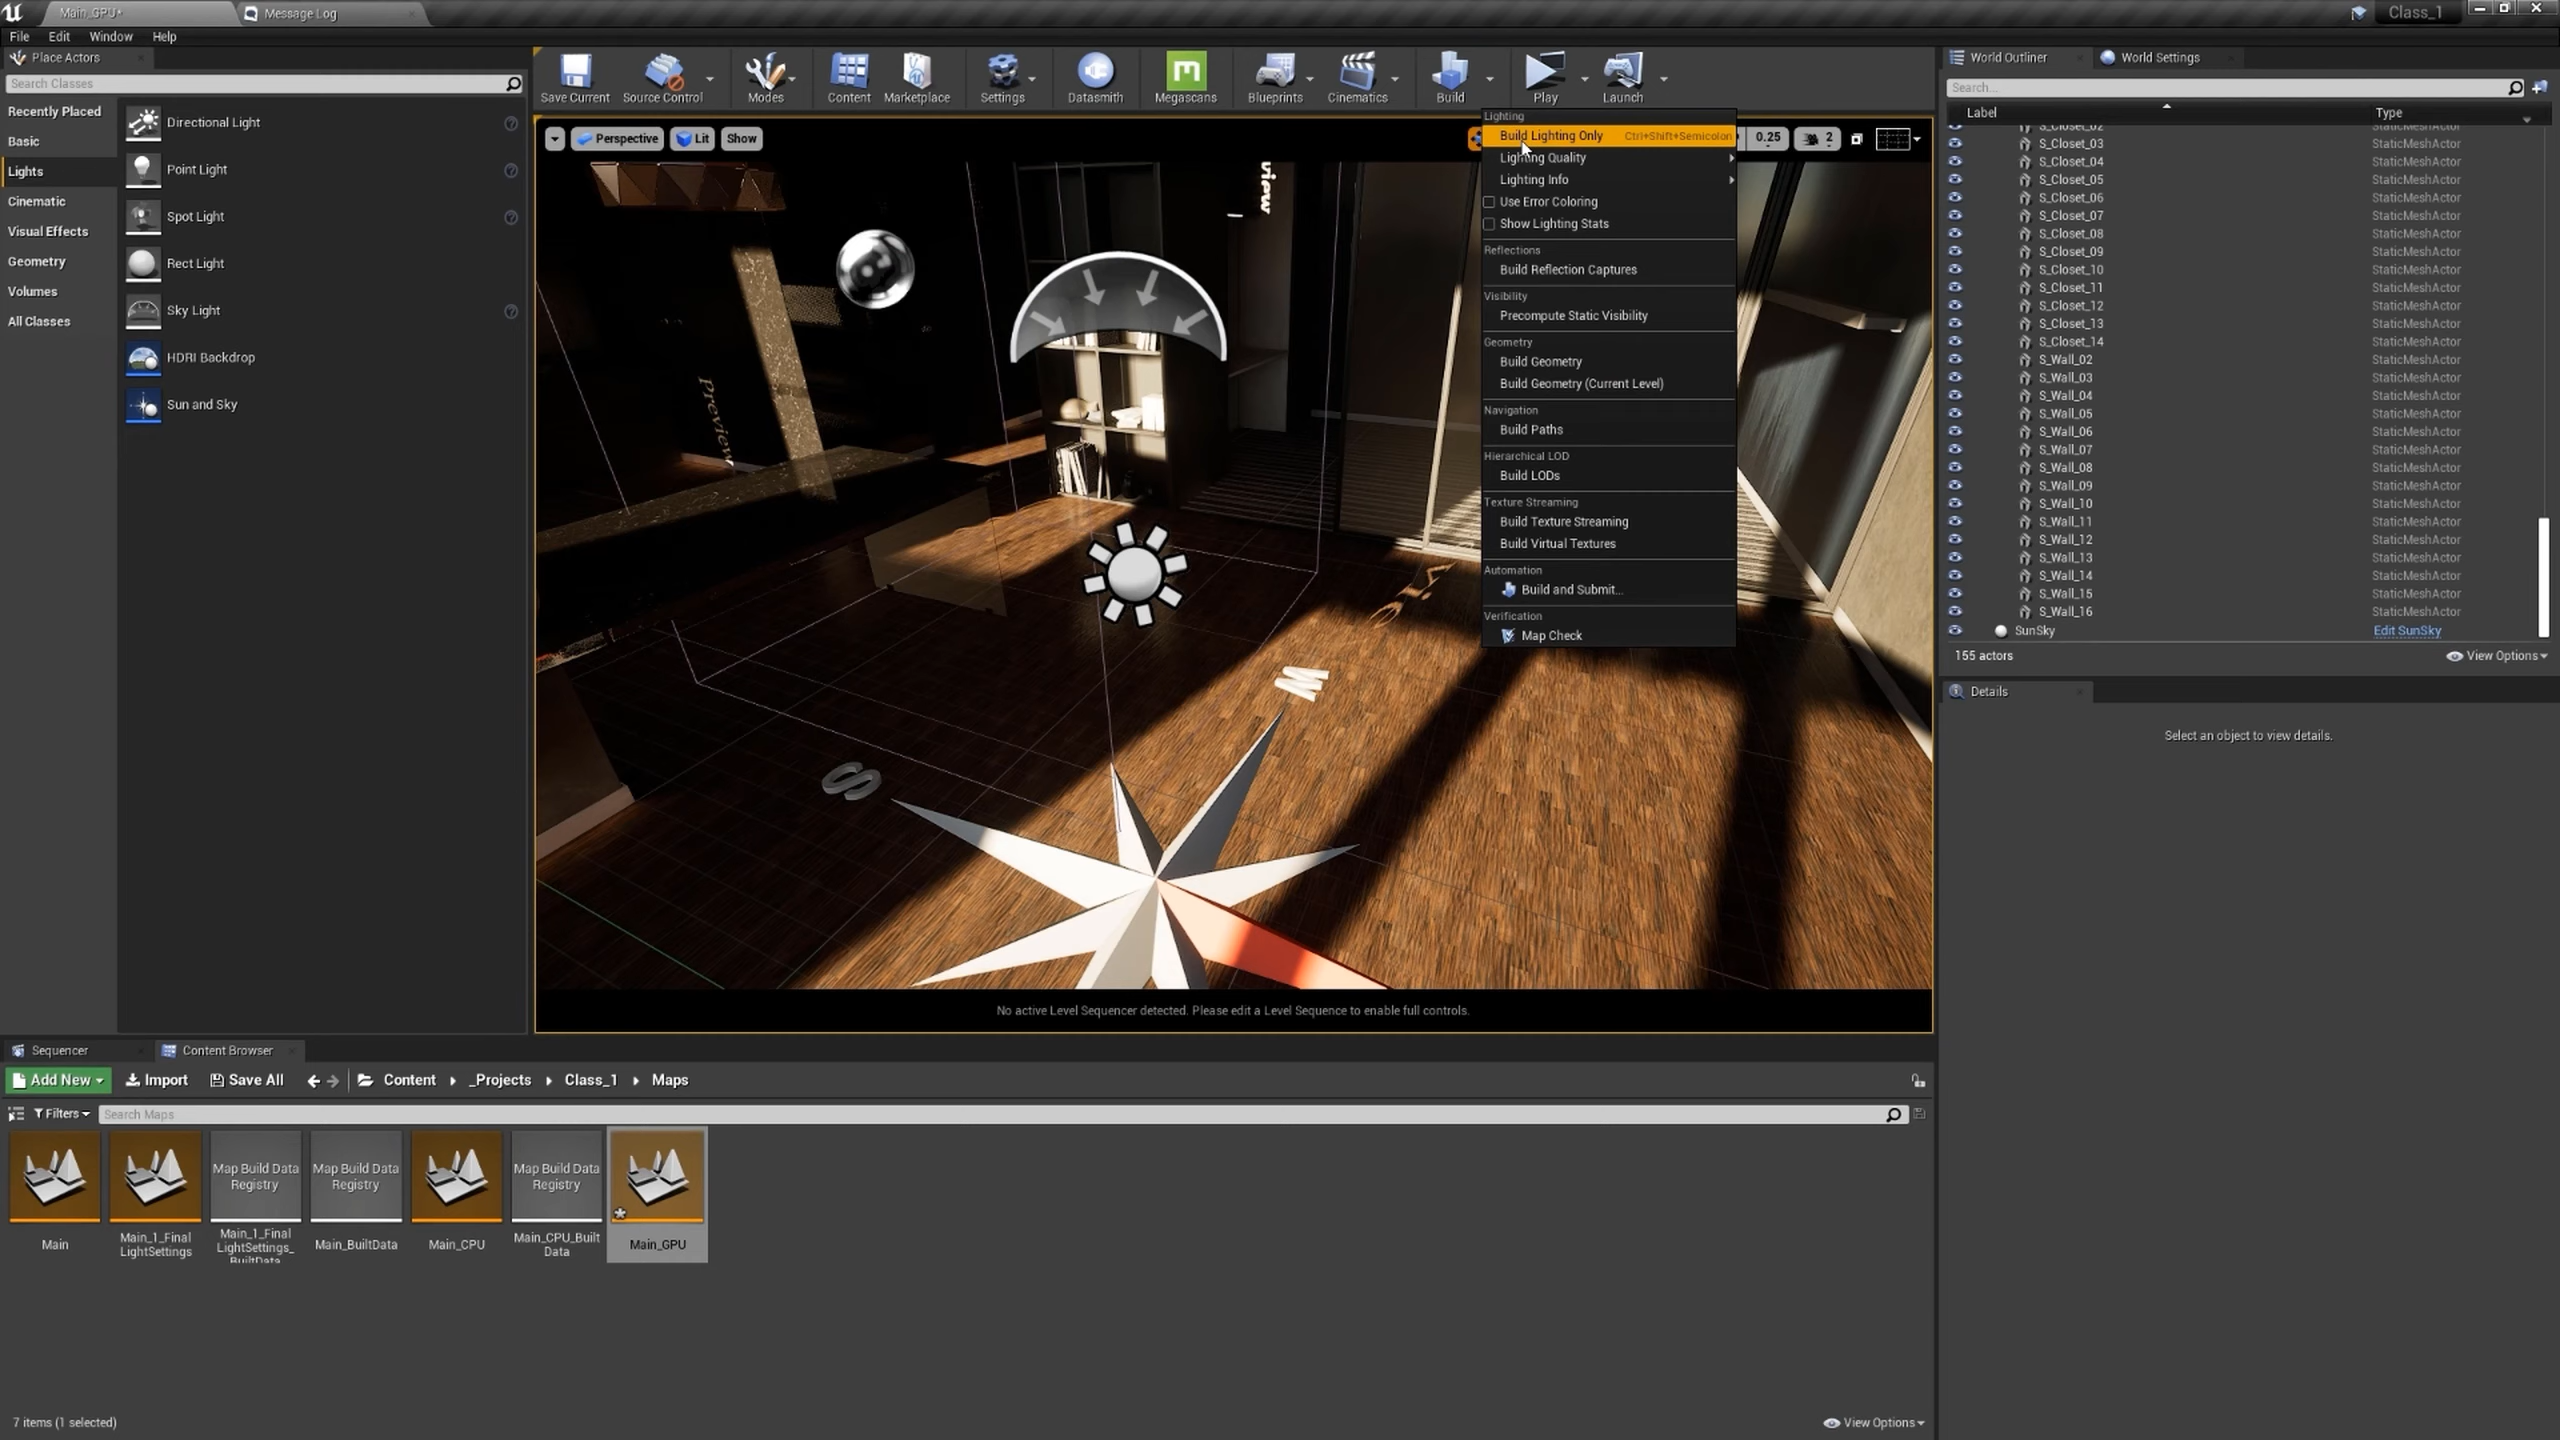 Main_GPU*
Message Log
Class_1
File
Edit
Window
Help
Place Actors
Search Classes
Recently Placed
Basic
Lights
Cinematic
Visual Effects
Geometry
Volumes
All Classes
Directional Light
Point Light
Spot Light
Rect Light
Sky Light
HDRI Backdrop
Sun and Sky
Save Current
Source Control
Modes
Content
Marketplace
Settings
Datasmith
Megascans
Blueprints
Cinematics
Build
Play
Launch
Perspective
Lit
Show
0.25
2
Preview
view
S
W
Lighting
Build Lighting Only Ctrl+Shift+Semicolon
Lighting Quality
Lighting Info
Use Error Coloring
Show Lighting Stats
Reflections
Build Reflection Captures
Visibility
Precompute Static Visibility
Geometry
Build Geometry
Build Geometry (Current Level)
Navigation
Build Paths
Hierarchical LOD
Build LODs
Texture Streaming
Build Texture Streaming
Build Virtual Textures
Automation
Build and Submit...
Verification
Map Check
No active Level Sequencer detected. Please edit a Level Sequence to enable full controls.
World Outliner
World Settings
Search...
Label Type
S_Closet_02
S_Closet_03 StaticMeshActor
S_Closet_04 StaticMeshActor
S_Closet_05 StaticMeshActor
S_Closet_06 StaticMeshActor
S_Closet_07 StaticMeshActor
S_Closet_08 StaticMeshActor
S_Closet_09 StaticMeshActor
S_Closet_10 StaticMeshActor
S_Closet_11 StaticMeshActor
S_Closet_12 StaticMeshActor
S_Closet_13 StaticMeshActor
S_Closet_14 StaticMeshActor
S_Wall_02 StaticMeshActor
S_Wall_03 StaticMeshActor
S_Wall_04 StaticMeshActor
S_Wall_05 StaticMeshActor
S_Wall_06 StaticMeshActor
S_Wall_07 StaticMeshActor
S_Wall_08 StaticMeshActor
S_Wall_09 StaticMeshActor
S_Wall_10 StaticMeshActor
S_Wall_11 StaticMeshActor
S_Wall_12 StaticMeshActor
S_Wall_13 StaticMeshActor
S_Wall_14 StaticMeshActor
S_Wall_15 StaticMeshActor
S_Wall_16 StaticMeshActor
SunSky Edit SunSky
155 actors
View Options
Details
Select an object to view details.
Sequencer
Content Browser
Add New
Import
Save All
Content
_Projects
Class_1
Maps
Filters
Search Maps
Map Build Data
Registry
Map Build Data
Registry
Map Build Data
Registry
Main
Main_1_Final
LightSettings
Main_1_Final
LightSettings_
BuiltData
Main_BuiltData
Main_CPU
Main_CPU_Built
Data
Main_GPU
7 items (1 selected)
View Options